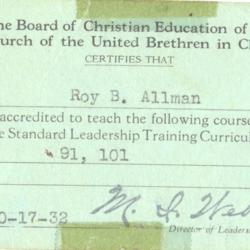 he Board of Christian Education of
urch of the United Brethren in C
CERTIFIES THAT
Roy B. Allman
accredited to teach the following course
e Standard Leadership Training Curricul
91, 101
0-17-32
M. I. Web
Director of Leaders